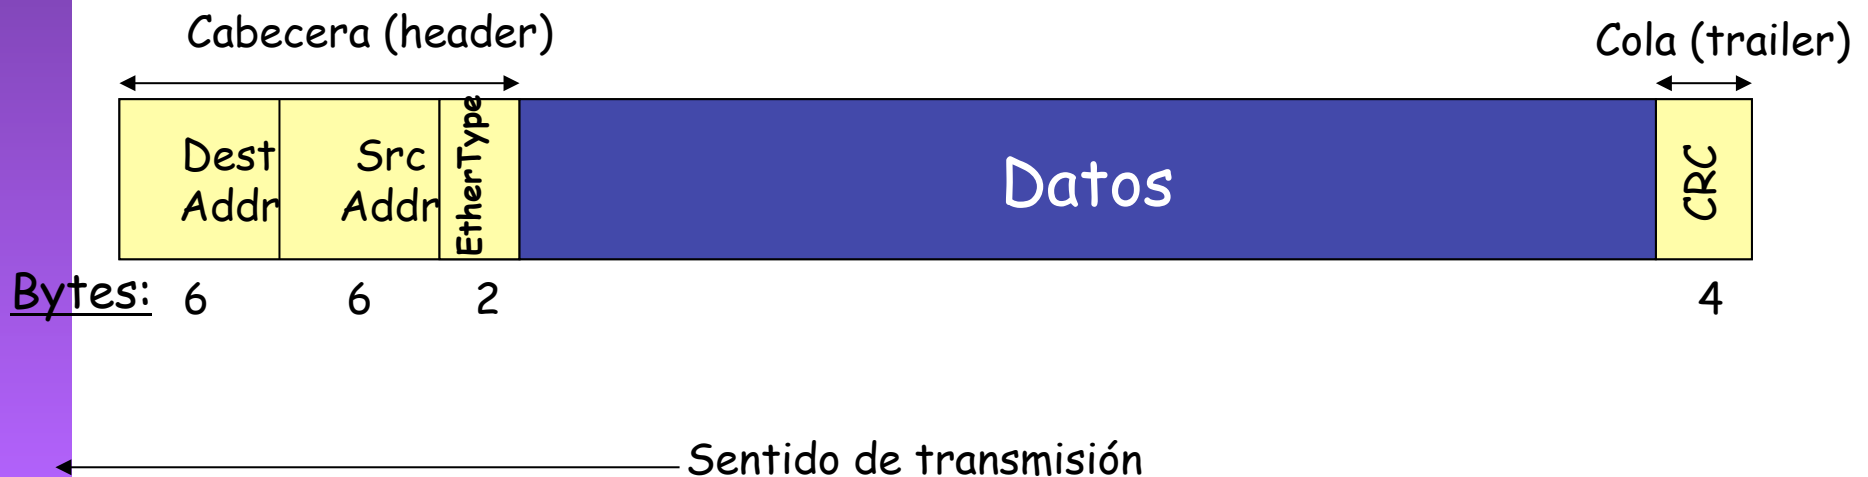 Cabecera (header)
Cola (trailer)
Dest
Addr
Src
Addr
EtherType
Datos
CRC
Bytes: 6 6 2 4
Sentido de transmisión